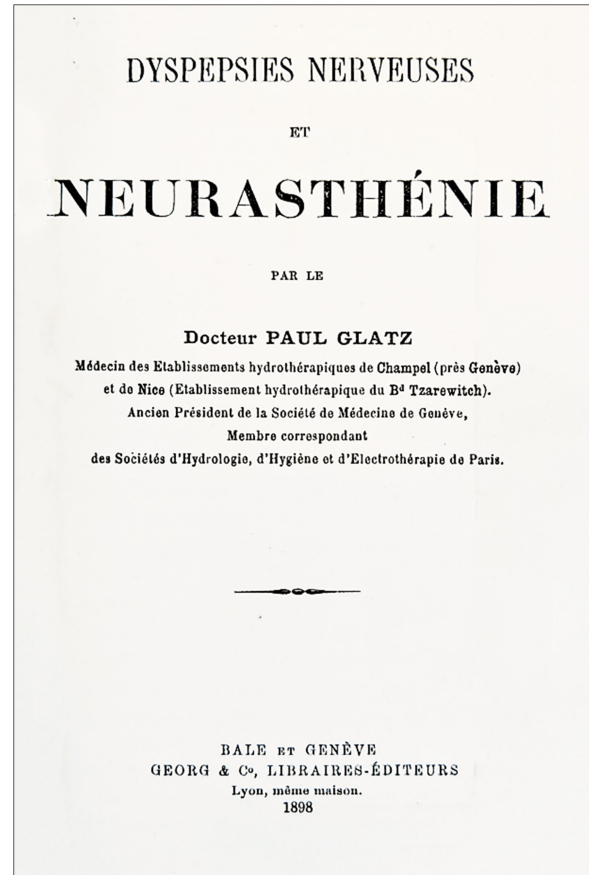 DYSPEPSIES NERVEUSES
ET
NEURASTHÉNIE
PAR LE
Docteur PAUL GLATZ
Médecin des Etablissements hydrothérapiques de Champel (près Genève)
et de Nice (Etablissement hydrothérapique du Bd Tzarewitch).
Ancien Président de la Société de Médecine de Genève,
Membre correspondant
des Sociétés d'Hydrologie, d'Hygiène et d'Electrothérapie de Paris.
BALE ET GENÈVE
GEORG & Co, LIBRAIRES-ÉDITEURS
Lyon, même maison.
1898